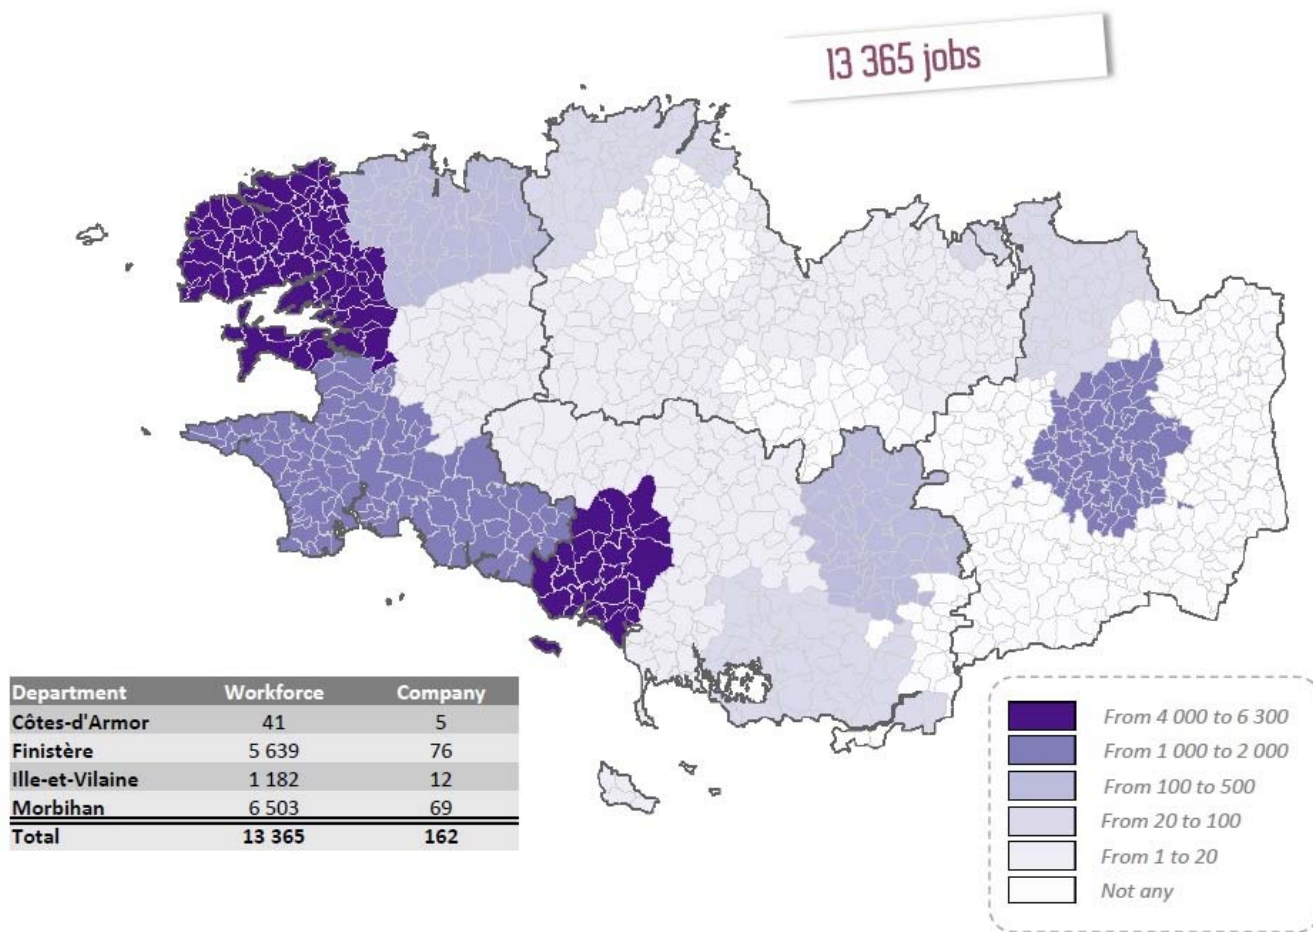 13 365 jobs
Department Workforce Company
Côtes-d'Armor 41 5
Finistère 5 639 76
Ille-et-Vilaine 1 182 12
Morbihan 6 503 69
Total 13 365 162
From 4 000 to 6 300
From 1 000 to 2 000
From 100 to 500
From 20 to 100
From 1 to 20
Not any